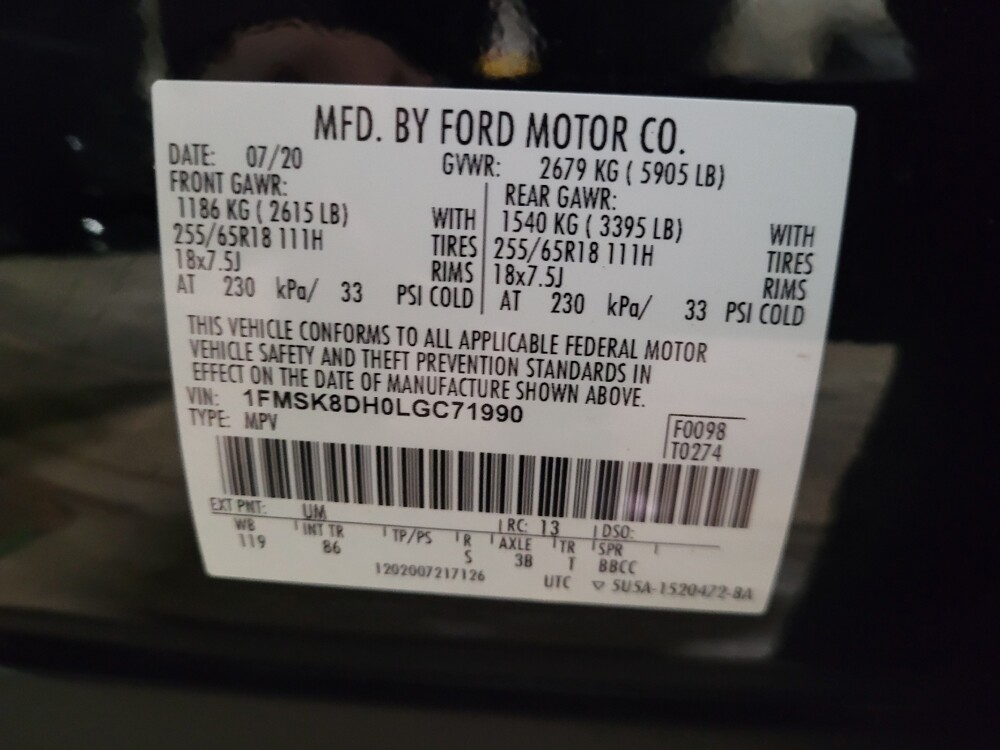 MFD. BY FORD MOTOR CO.
DATE: 07/20 GVWR: 2679 KG ( 5905 LB)
FRONT GAWR: REAR GAWR:
1186 KG ( 2615 LB) WITH 1540 KG ( 3395 LB) WITH
255/65R18 111H TIRES 255/65R18 111H TIRES
18x7.5J RIMS 18x7.5J RIMS
AT 230 kPa/ 33 PSI COLD AT 230 kPa/ 33 PSI COLD
THIS VEHICLE CONFORMS TO ALL APPLICABLE FEDERAL MOTOR
VEHICLE SAFETY AND THEFT PREVENTION STANDARDS IN
EFFECT ON THE DATE OF MANUFACTURE SHOWN ABOVE.
VIN: 1FMSK8DH0LGC71990
TYPE: MPV
F0098
T0274
EXT PNT: UM RC: 13 DSO:
WB INT TR TP/PS R AXLE TR SPR
119 86 S 3B T BBCC
1202007217126 UTC ▽ 5U5A-1520472-BA